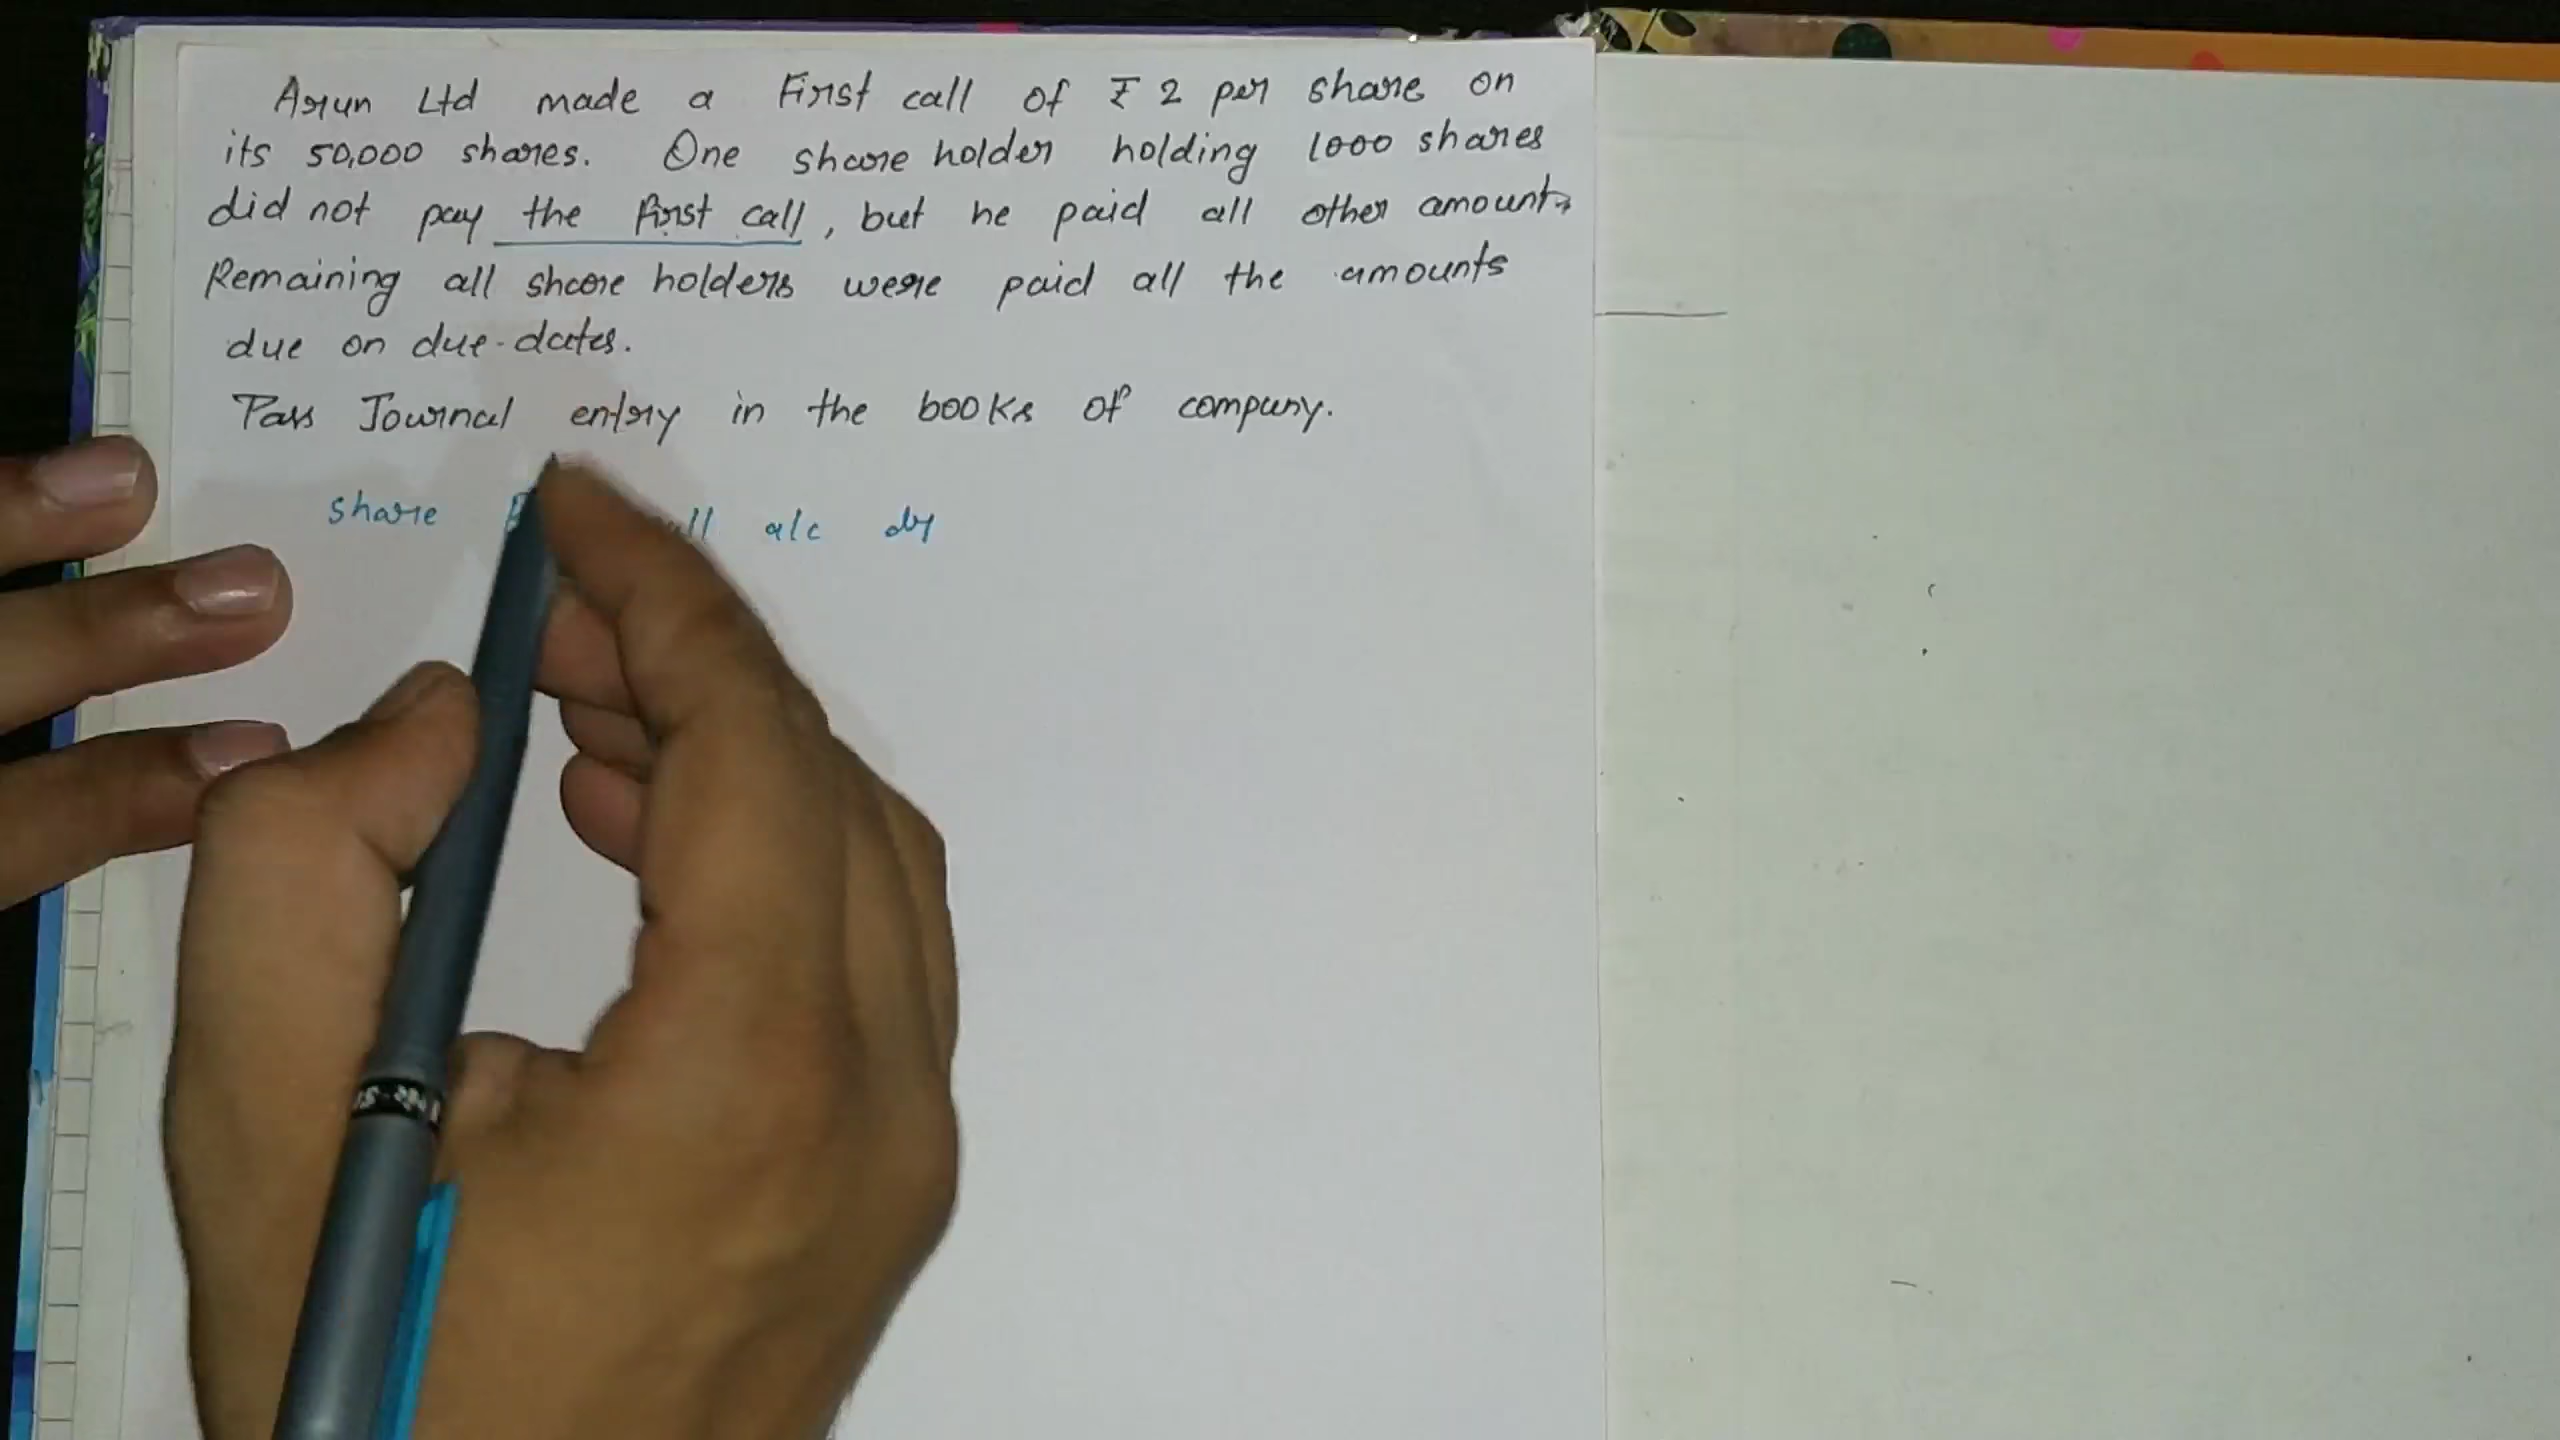 Arjun Ltd made a First call of ₹ 2 per share on
its 50,000 shares. One share holder holding 1000 shares
did not pay the first call, but he paid all other amounts
Remaining all share holders were paid all the amounts
due on due-dates.
Pass Journal entry in the books of company.
share call a/c dr